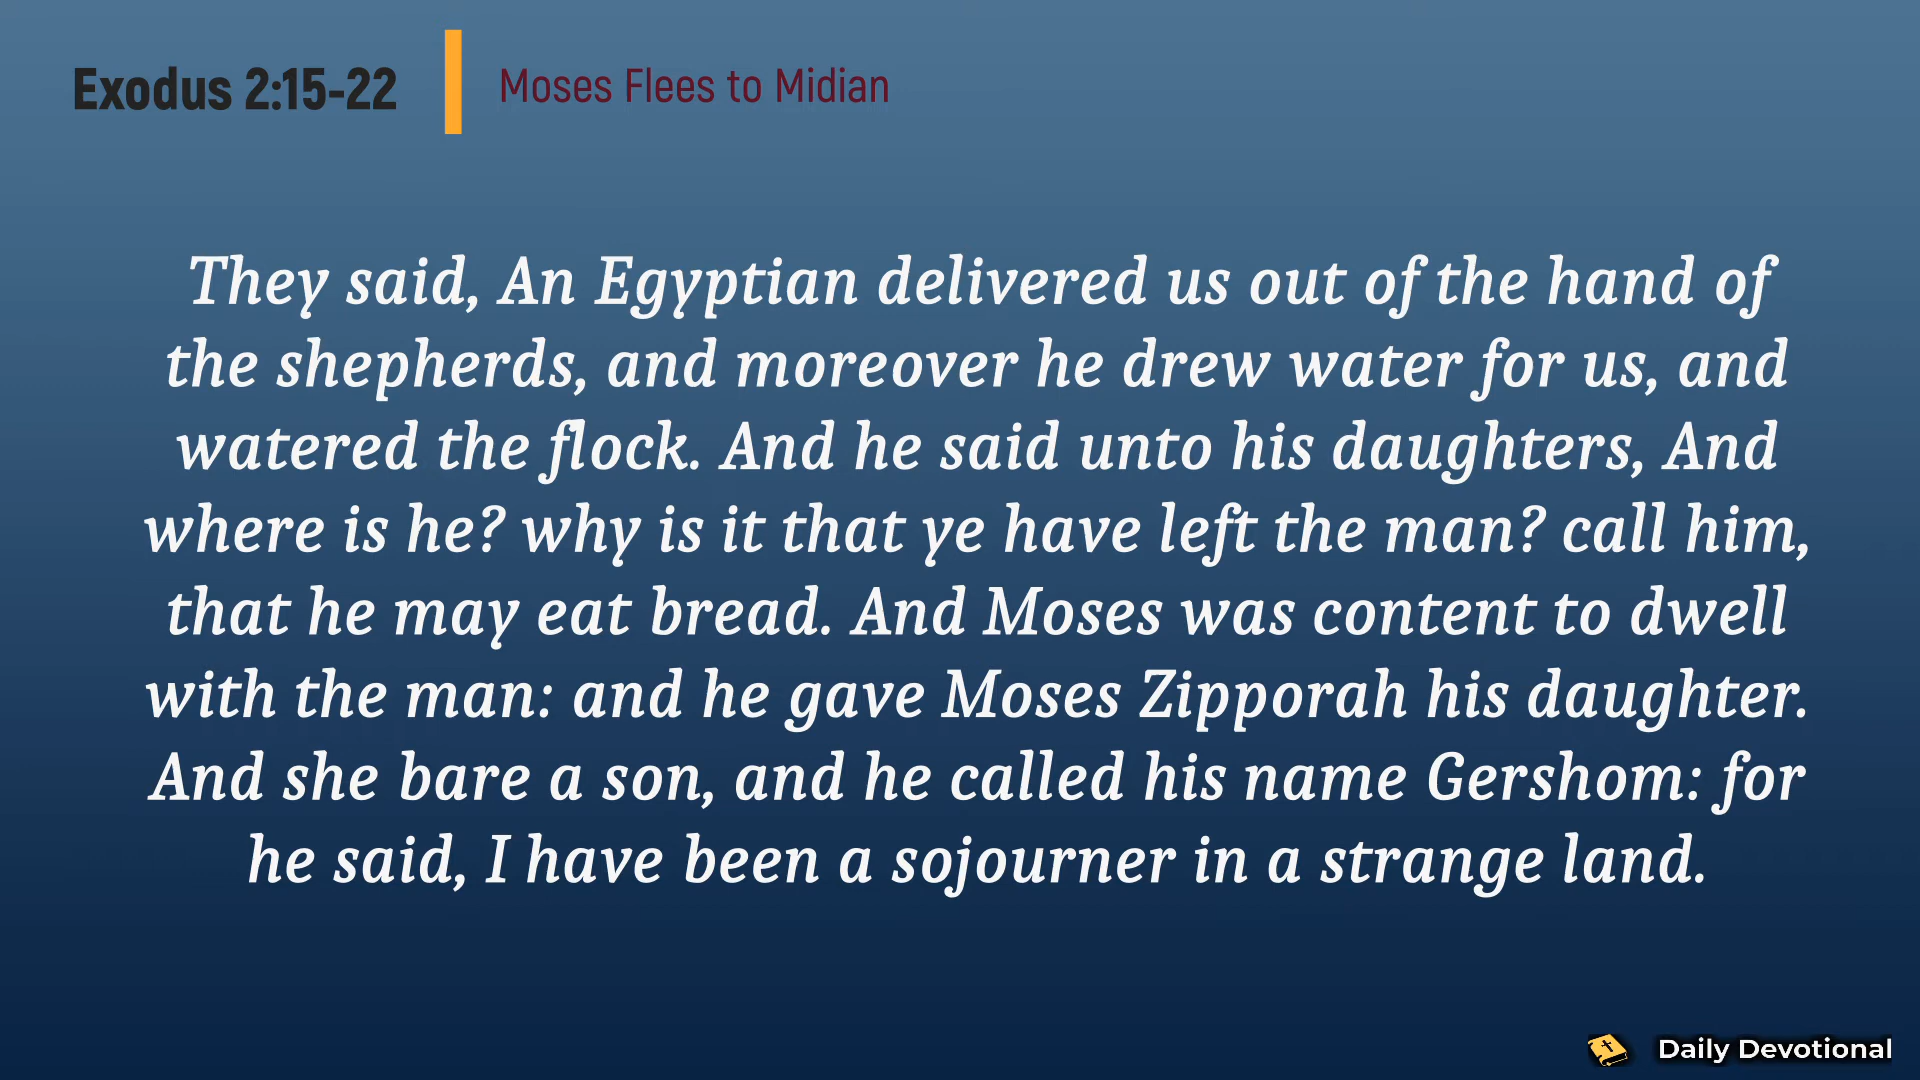 Exodus 2:15-22
Moses Flees to Midian
They said, An Egyptian delivered us out of the hand of
the shepherds, and moreover he drew water for us, and
watered the flock. And he said unto his daughters, And
where is he? why is it that ye have left the man? call him,
that he may eat bread. And Moses was content to dwell
with the man: and he gave Moses Zipporah his daughter.
And she bare a son, and he called his name Gershom: for
he said, I have been a sojourner in a strange land.
Daily Devotional